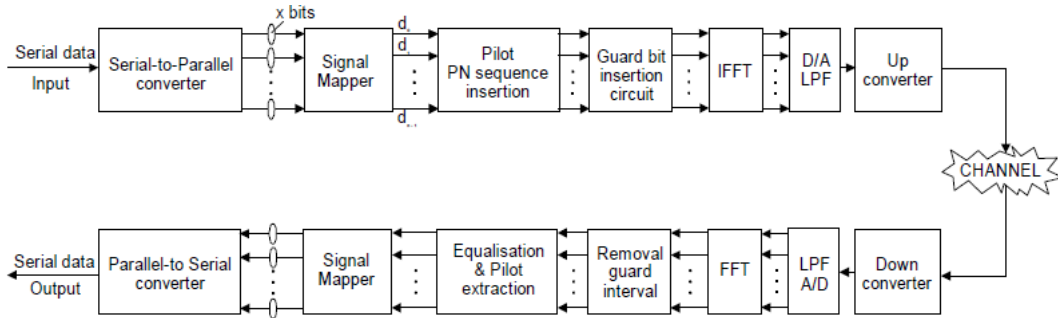 x bits
Serial data
Input
Serial-to-Parallel
converter
Signal
Mapper
Pilot
PN sequence
insertion
Guard bit
insertion
circuit
IFFT
D/A
LPF
Up
converter
CHANNEL
Serial data
Output
Parallel-to Serial
converter
Signal
Mapper
Equalisation
& Pilot
extraction
Removal
guard
interval
FFT
LPF
A/D
Down
converter